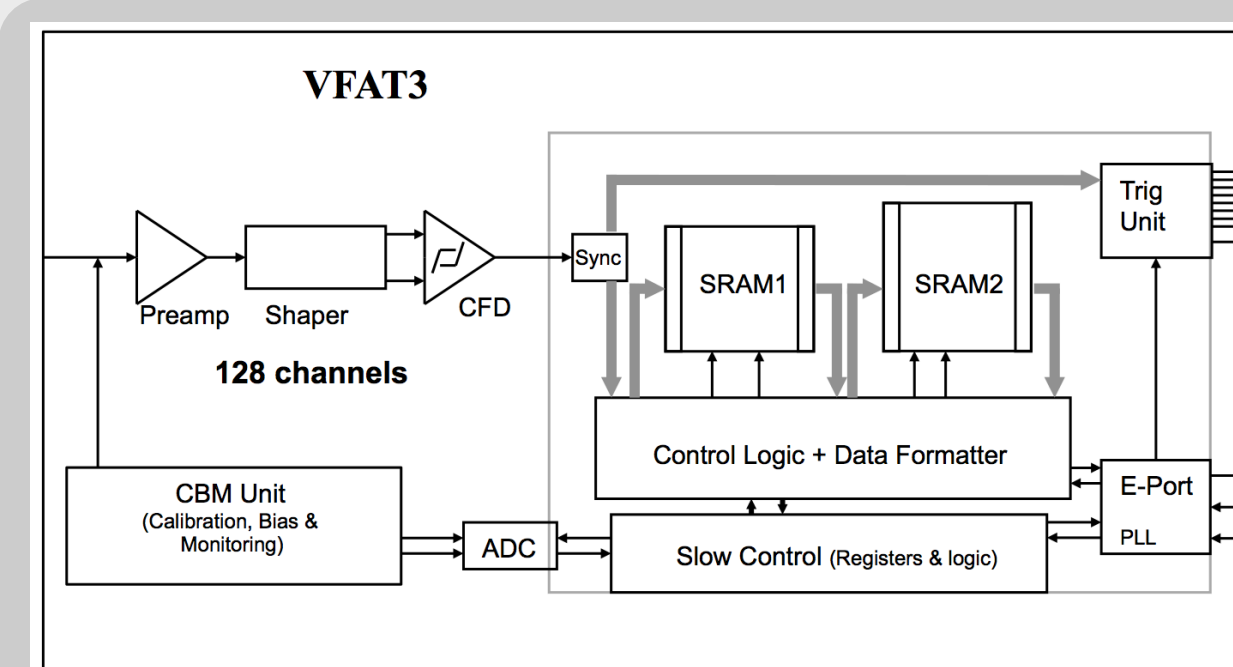 VFAT3
Trig
Unit
Sync
SRAM1
SRAM2
Preamp
Shaper
CFD
128 channels
Control Logic + Data Formatter
E-Port
PLL
CBM Unit
(Calibration, Bias &
Monitoring)
ADC
Slow Control (Registers & logic)